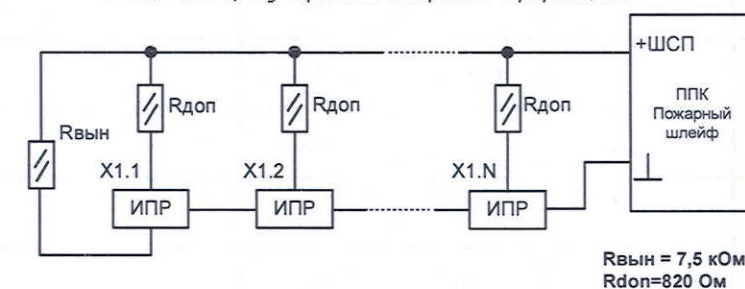 +ШСП
ППК
Пожарный
шлейф
Rдоп
Rдоп
Rдоп
Rвын
X1.1
X1.2
X1.N
ИПР
ИПР
ИПР
Rвын = 7,5 кОм
Rdon=820 Ом